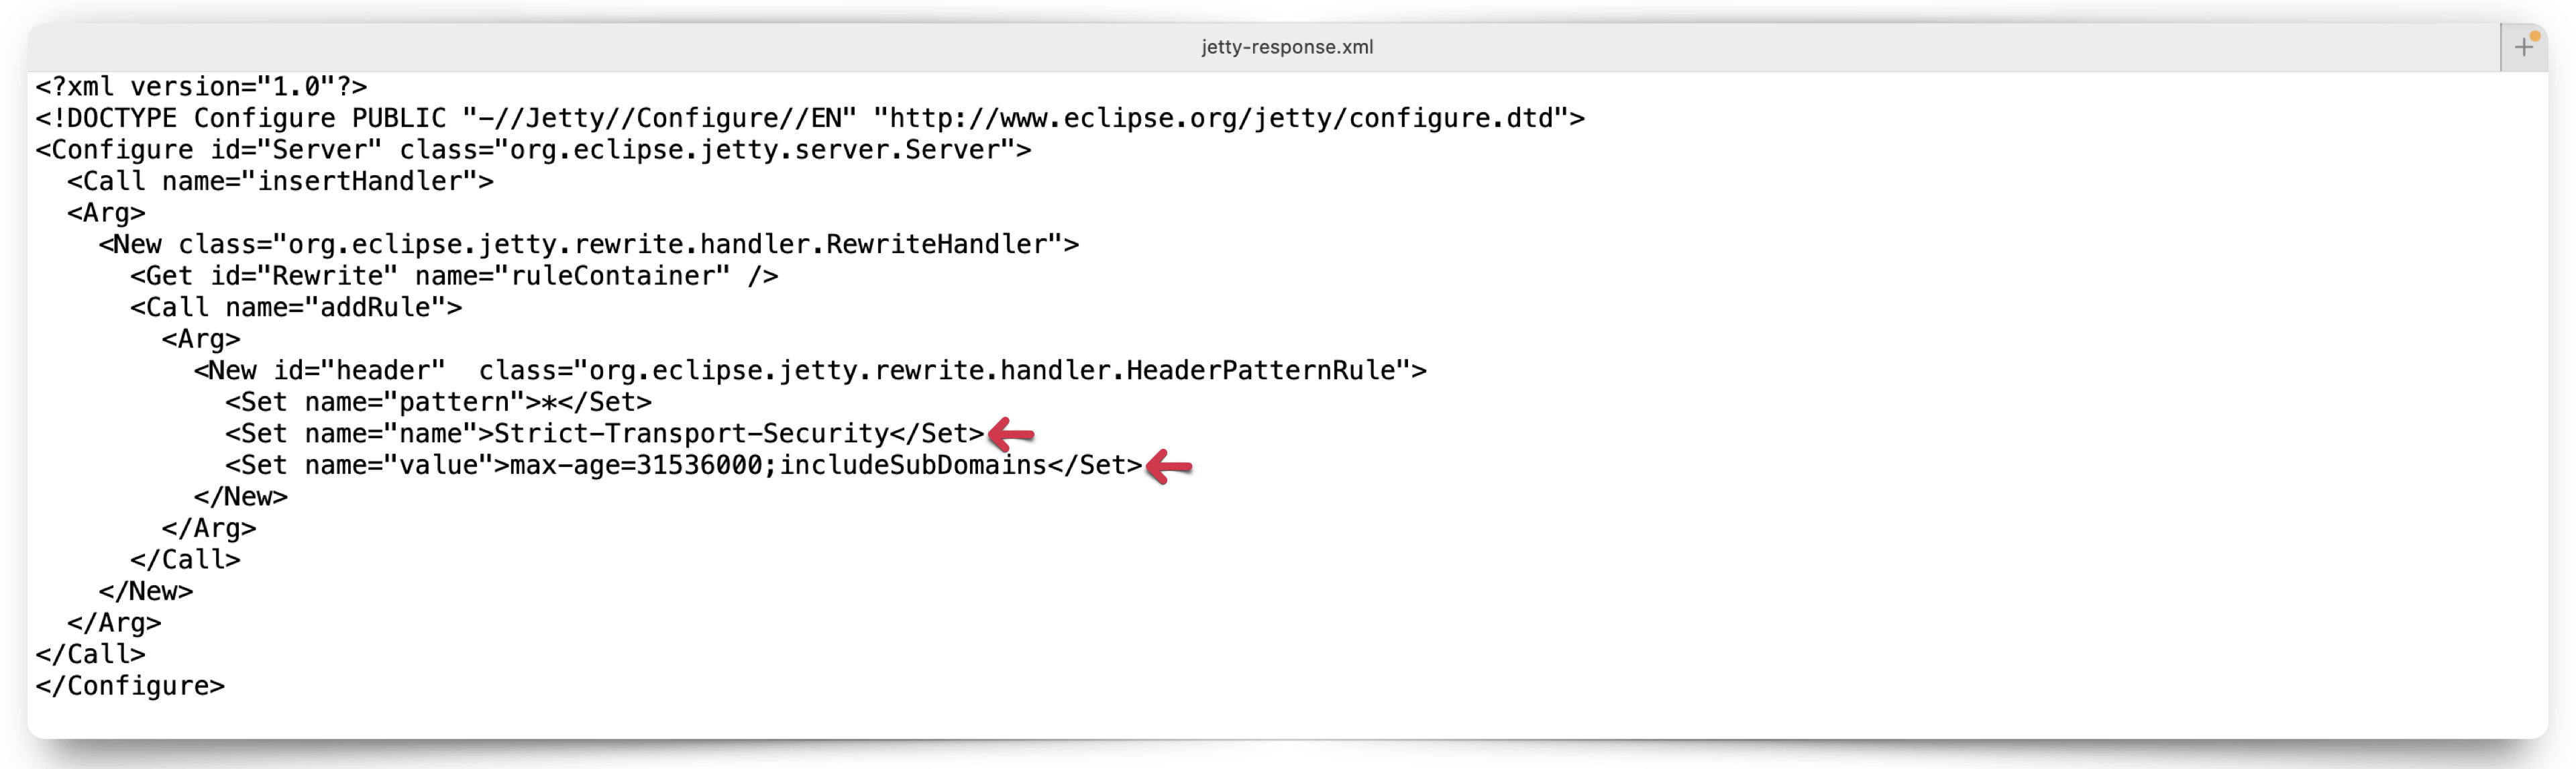 jetty-response.xml
<?xml version="1.0"?>
<!DOCTYPE Configure PUBLIC "-//Jetty//Configure//EN" "http://www.eclipse.org/jetty/configure.dtd">
<Configure id="Server" class="org.eclipse.jetty.server.Server">
  <Call name="insertHandler">
  <Arg>
    <New class="org.eclipse.jetty.rewrite.handler.RewriteHandler">
      <Get id="Rewrite" name="ruleContainer" />
      <Call name="addRule">
        <Arg>
          <New id="header"  class="org.eclipse.jetty.rewrite.handler.HeaderPatternRule">
            <Set name="pattern">*</Set>
            <Set name="name">Strict-Transport-Security</Set>
            <Set name="value">max-age=31536000;includeSubDomains</Set>
          </New>
        </Arg>
      </Call>
    </New>
  </Arg>
</Call>
</Configure>